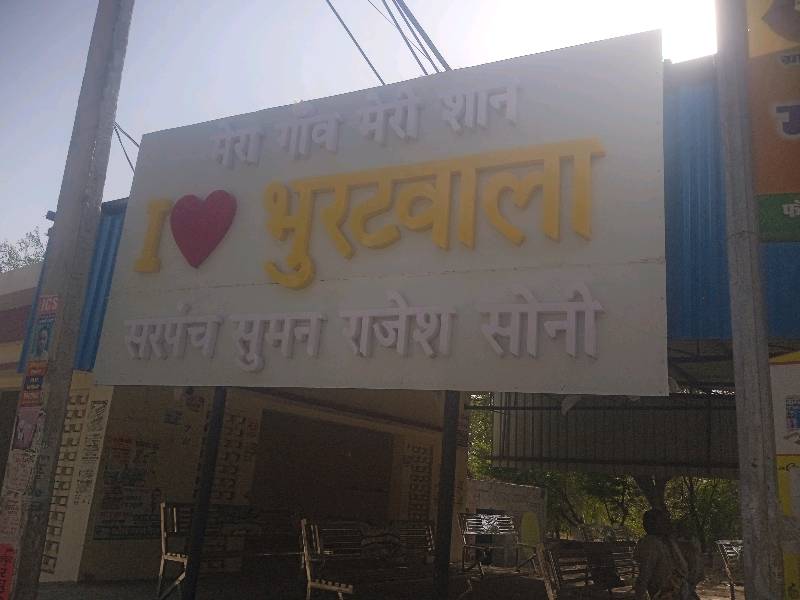 मेरा गाँव मेरी शान
I ❤ भुरटवाला
सरपंच सुमन राजेश सोनी